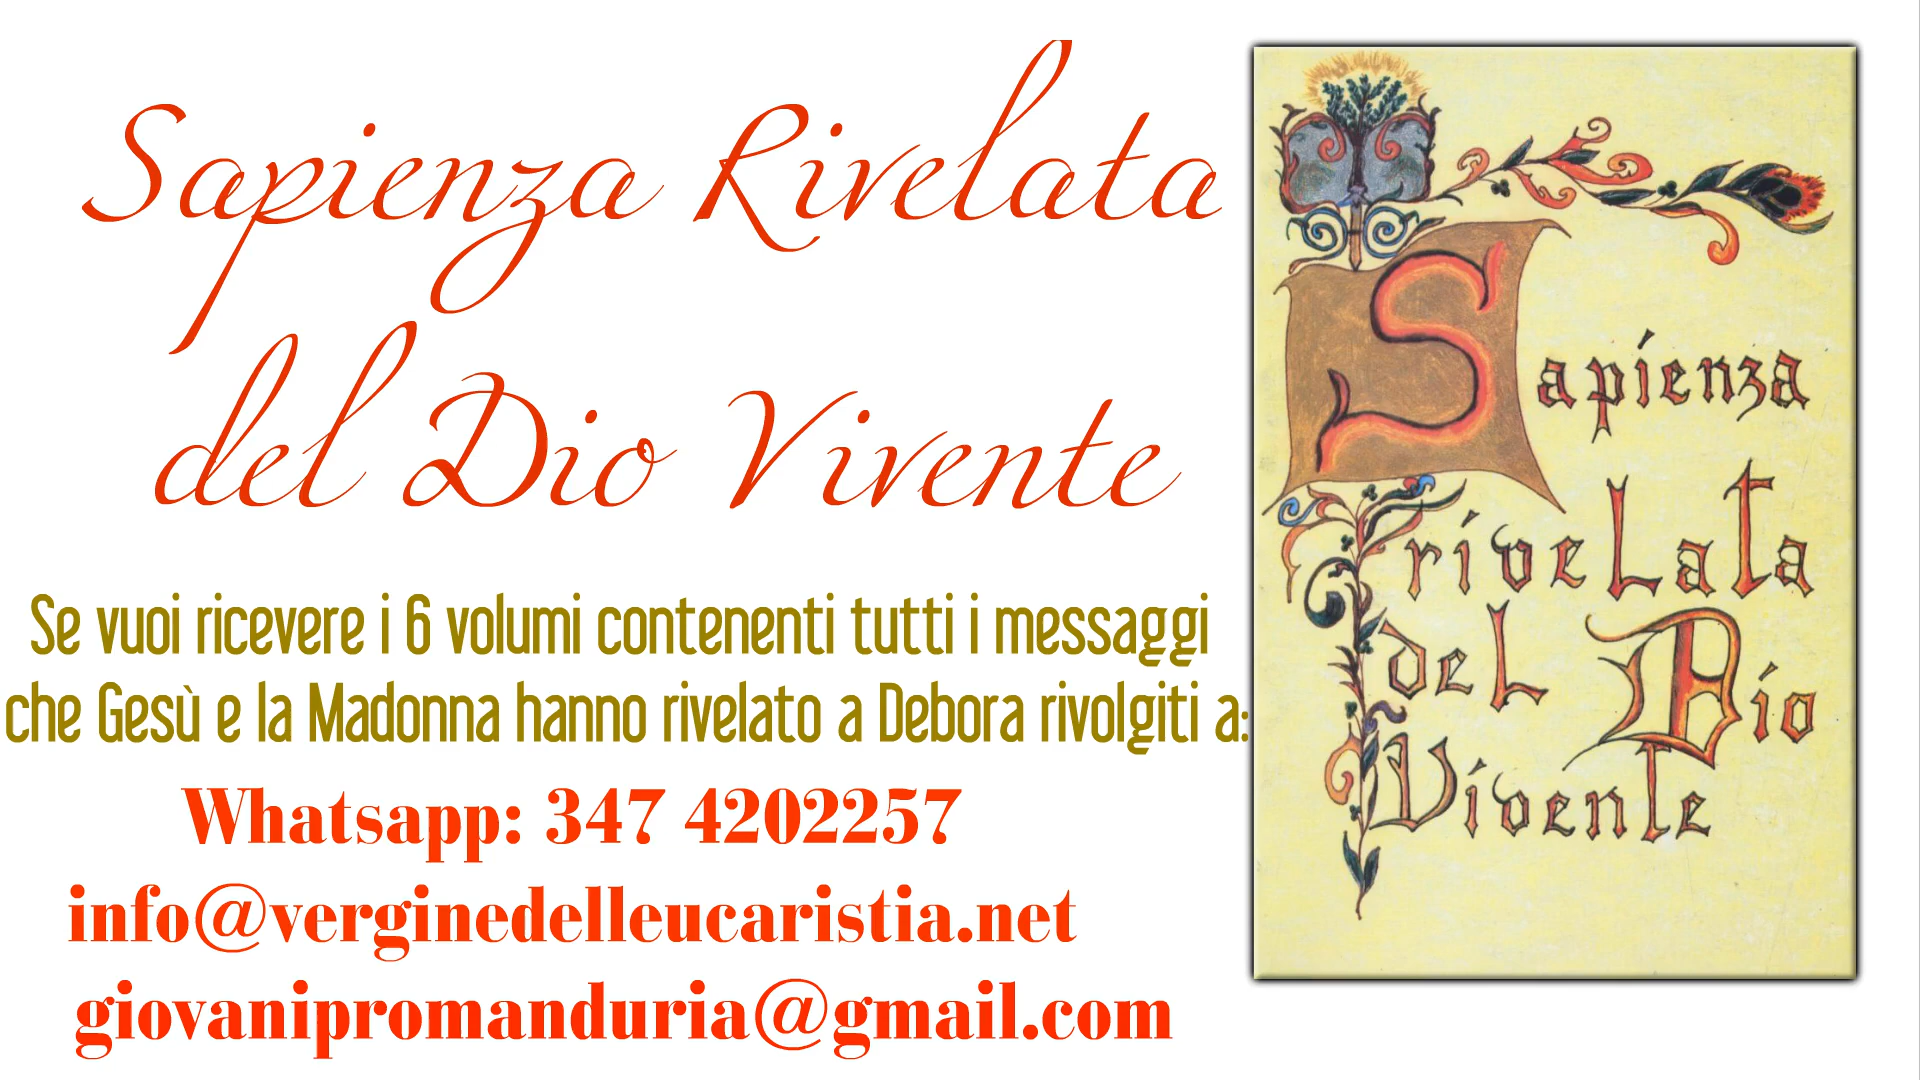 Sapienza Rivelata
del Dio Vivente
Se vuoi ricevere i 6 volumi contenenti tutti i messaggi
che Gesù e la Madonna hanno rivelato a Debora rivolgiti a:
Whatsapp: 347 4202257
info@verginedelleucaristia.net
giovanipromanduria@gmail.com
Sapienza
rivelata
del Dio
Vivente